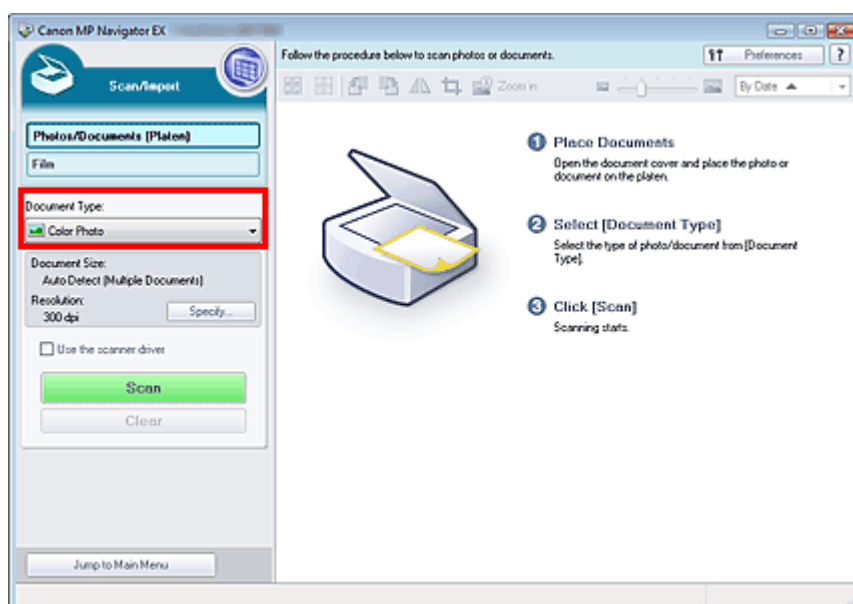 Canon MP Navigator EX
Scan/Import
Photos/Documents (Platen)
Film
Document Type:
Color Photo
Document Size:
Auto Detect (Multiple Documents)
Resolution:
300 dpi
Specify...
Use the scanner driver
Scan
Clear
Jump to Main Menu
Follow the procedure below to scan photos or documents.
Preferences
?
Zoom in
By Date
1 Place Documents
Open the document cover and place the photo or
document on the platen.
2 Select [Document Type]
Select the type of photo/document from [Document
Type].
3 Click [Scan]
Scanning starts.